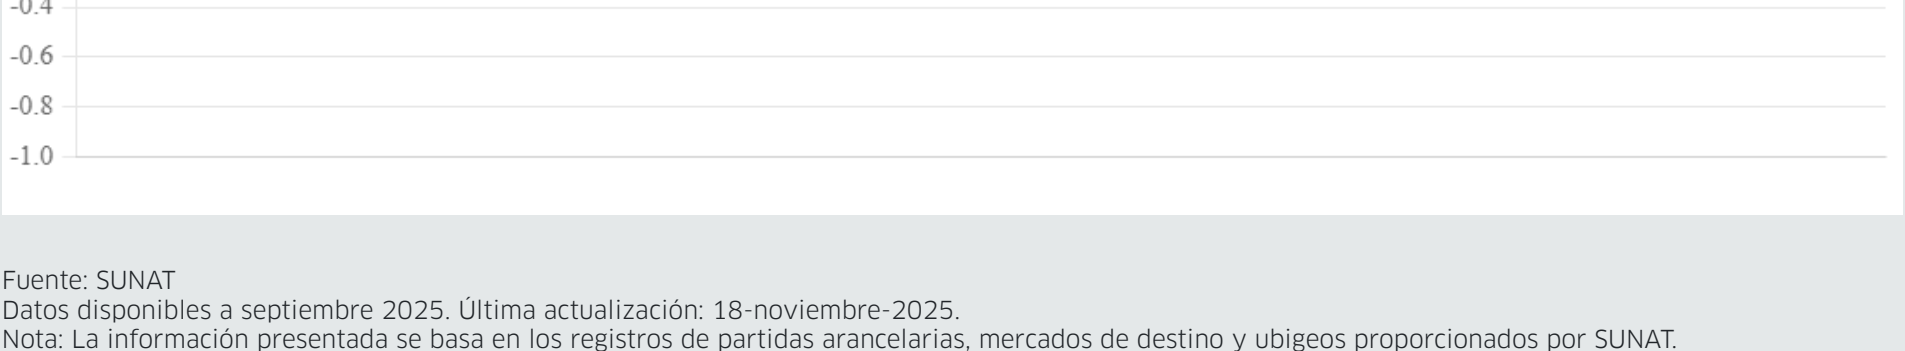 -0.4
-0.6
-0.8
-1.0
Fuente: SUNAT
Datos disponibles a septiembre 2025. Última actualización: 18-noviembre-2025.
Nota: La información presentada se basa en los registros de partidas arancelarias, mercados de destino y ubigeos proporcionados por SUNAT.